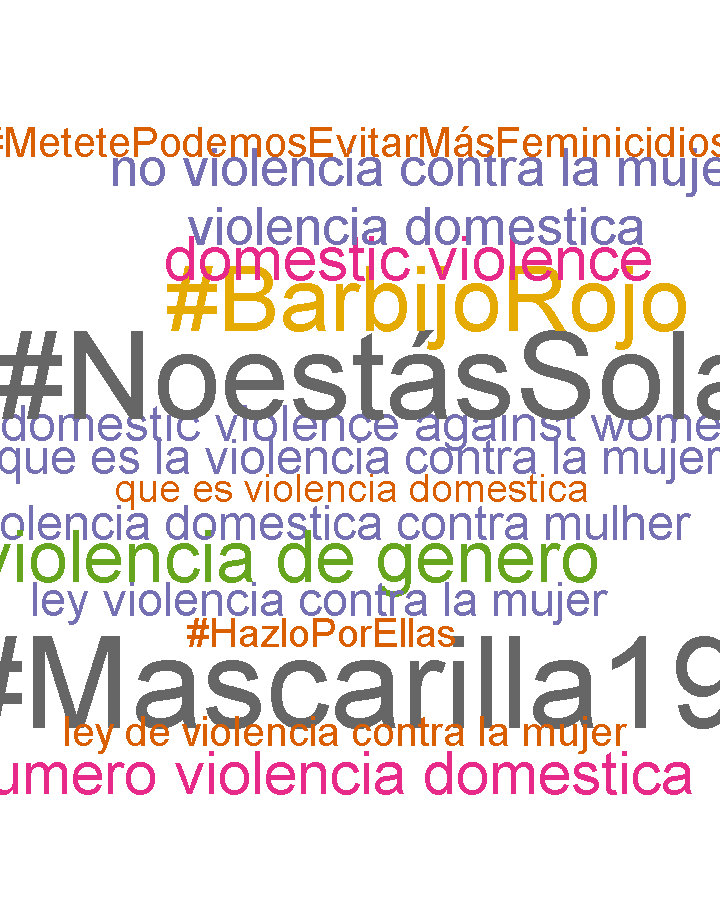 #MetetePodemosEvitarMásFeminicidios
no violencia contra la muje
violencia domestica
domestic violence
#BarbijoRojo
#NoestásSola
domestic violence against wome
que es la violencia contra la mujer
que es violencia domestica
olencia domestica contra mulher
violencia de genero
ley violencia contra la mujer
#HazloPorEllas
#Mascarilla19
ley de violencia contra la mujer
umero violencia domestica